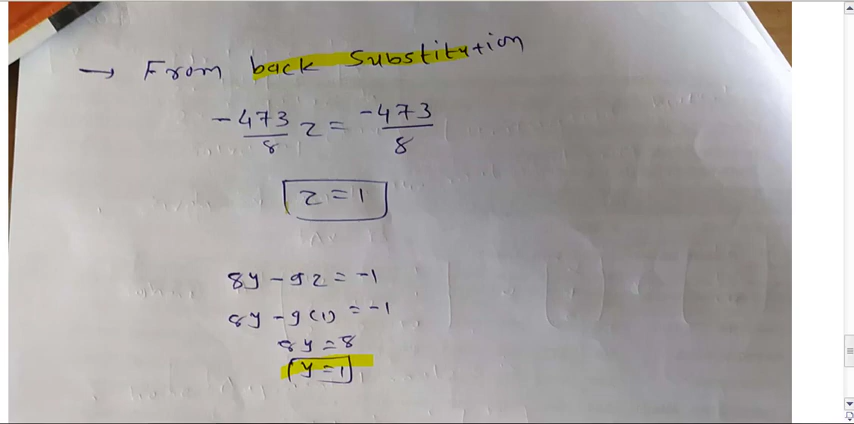 → From back substitution
-473/8 z = -473/8
z = 1
8y - 9z = -1
8y - 9(1) = -1
8y = 8
y = 1